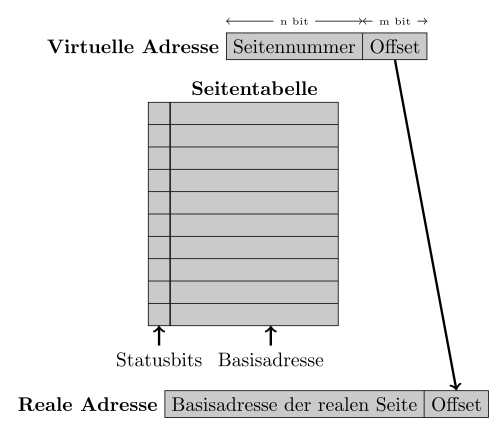 n bit m bit
Virtuelle Adresse Seitennummer Offset
Seitentabelle
Statusbits Basisadresse
Reale Adresse Basisadresse der realen Seite Offset